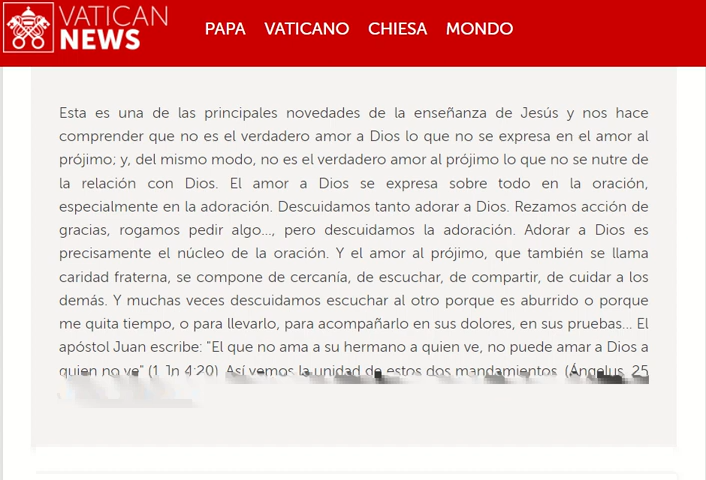 VATICAN
NEWS
PAPA VATICANO CHIESA MONDO
Esta es una de las principales novedades de la enseñanza de Jesús y nos hace
comprender que no es el verdadero amor a Dios lo que no se expresa en el amor al
prójimo; y, del mismo modo, no es el verdadero amor al prójimo lo que no se nutre de
la relación con Dios. El amor a Dios se expresa sobre todo en la oración,
especialmente en la adoración. Descuidamos tanto adorar a Dios. Rezamos acción de
gracias, rogamos pedir algo..., pero descuidamos la adoración. Adorar a Dios es
precisamente el núcleo de la oración. Y el amor al prójimo, que también se llama
caridad fraterna, se compone de cercanía, de escuchar, de compartir, de cuidar a los
demás. Y muchas veces descuidamos escuchar al otro porque es aburrido o porque
me quita tiempo, o para llevarlo, para acompañarlo en sus dolores, en sus pruebas... El
apóstol Juan escribe: "El que no ama a su hermano a quien ve, no puede amar a Dios a
quien no ve" (1 Jn 4:20). Así vemos la unidad de estos dos mandamientos. (Ángelus, 25